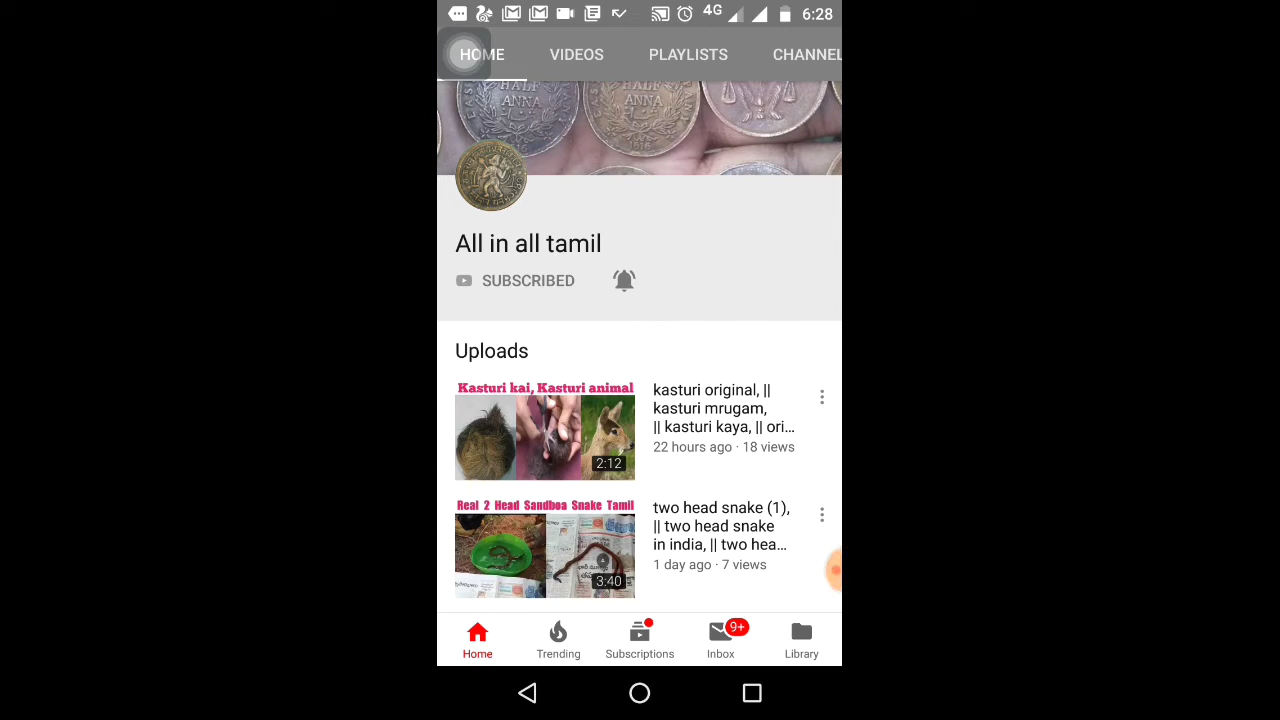 4G 6:28
HOME VIDEOS PLAYLISTS CHANNEL
HALF
ANNA
HALF
ANNA
1616
All in all tamil
SUBSCRIBED
Uploads
Kasturi kai, Kasturi animal
2:12
kasturi original, ||
kasturi mrugam,
|| kasturi kaya, || ori...
22 hours ago · 18 views
Real 2 Head Sandboa Snake Tamil
3:40
two head snake (1),
|| two head snake
in india, || two hea...
1 day ago · 7 views
9+
Home Trending Subscriptions Inbox Library